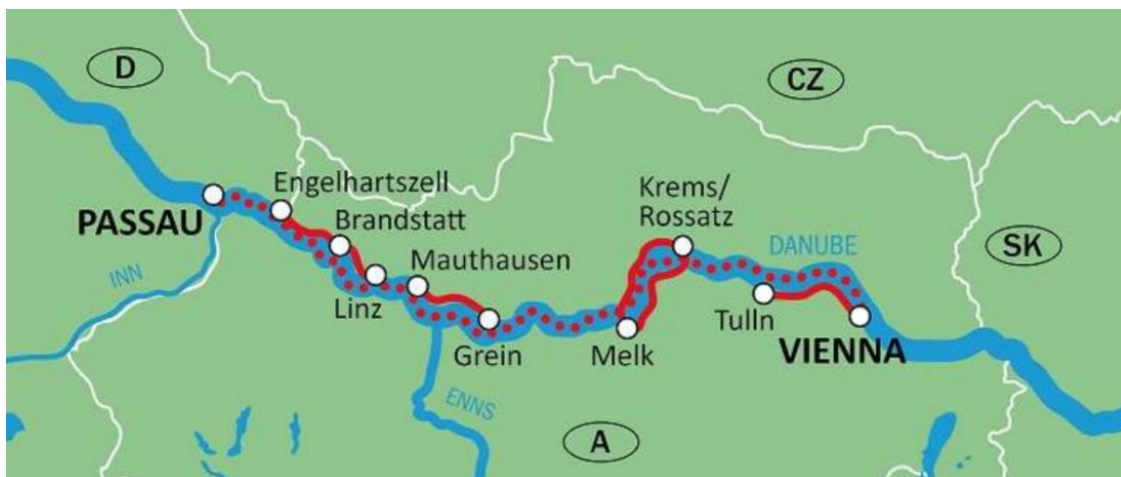 D
CZ
Engelhartszell
PASSAU
Brandstatt
Krems/
Rossatz
DANUBE
SK
INN
Mauthausen
Linz
Tulln
Grein
Melk
VIENNA
ENNS
A